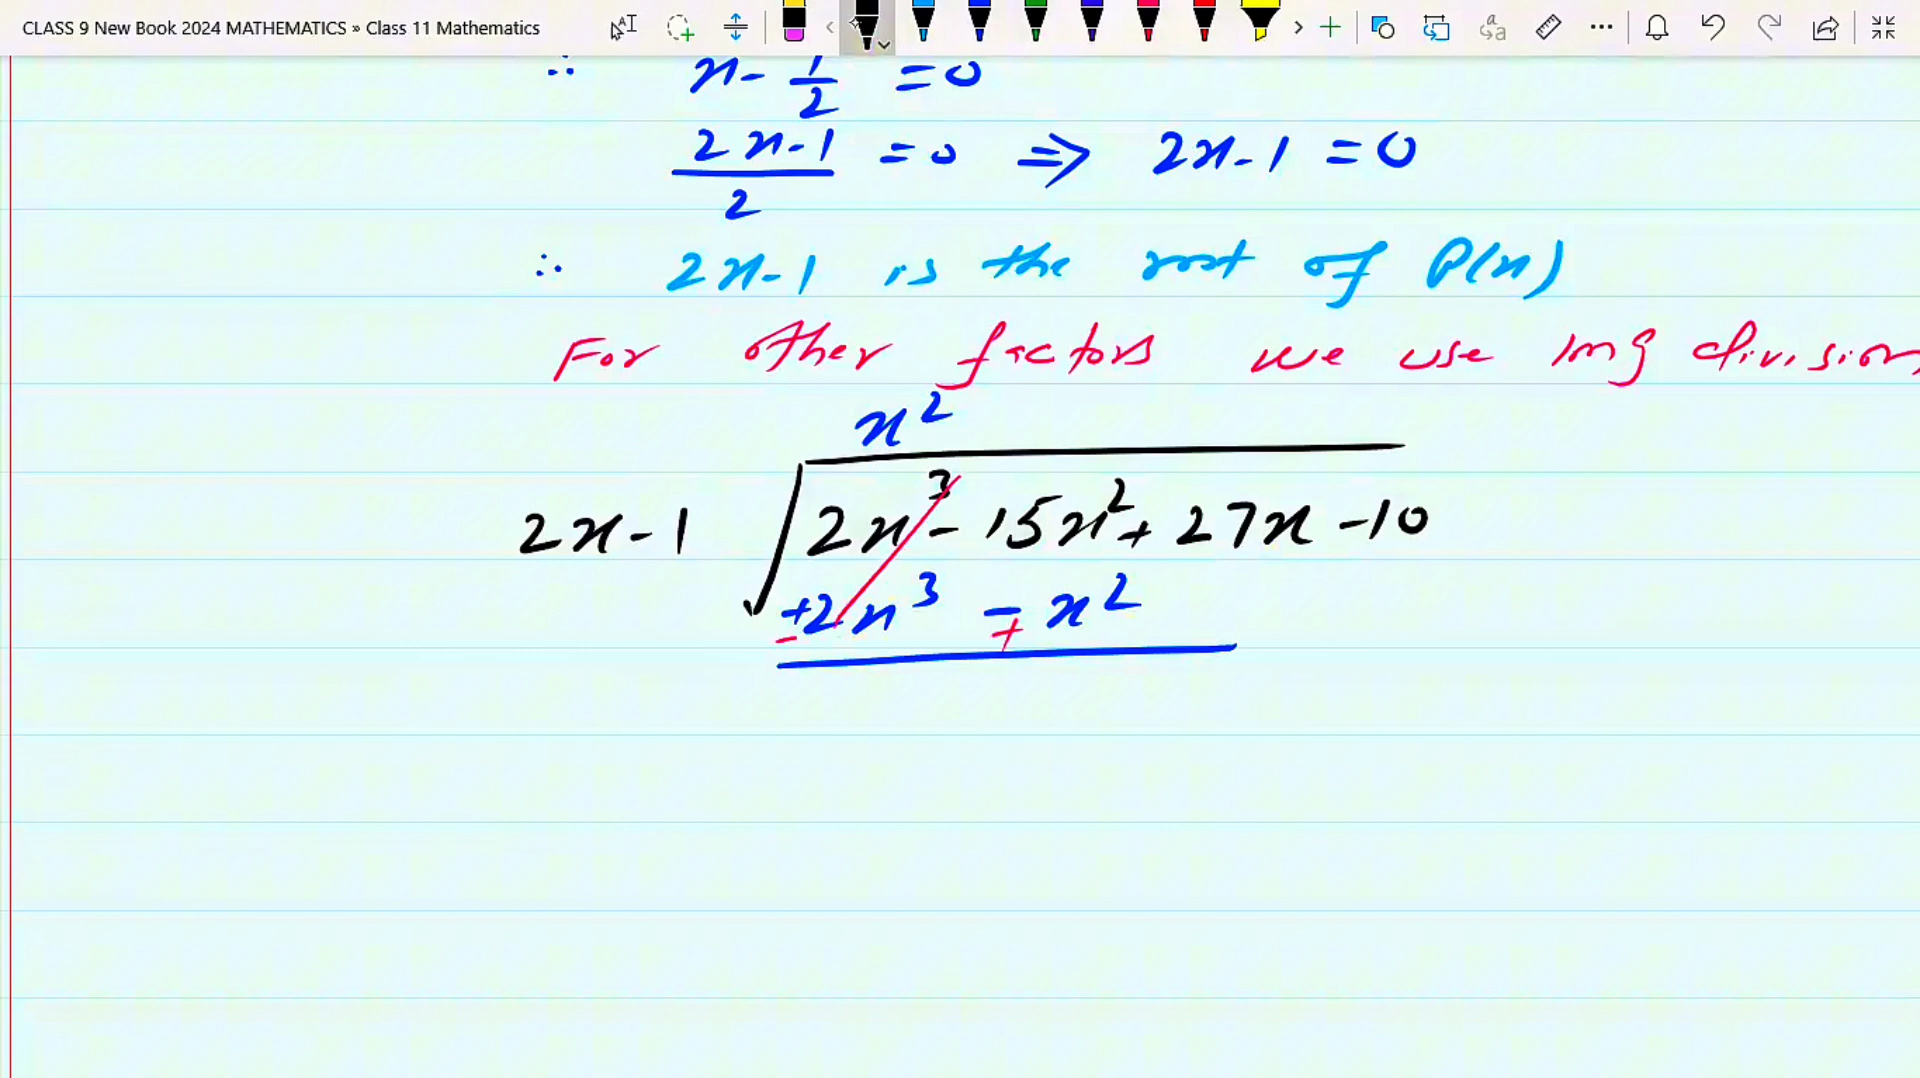 CLASS 9 New Book 2024 MATHEMATICS » Class 11 Mathematics
∴ x - 1/2 = 0
2x-1/2 = 0 ⇒ 2x-1 = 0
∴ 2x-1 is the root of P(x)
For other factors we use long division
x²
2x-1 √2x³ - 15x² + 27x - 10
+2x³ - x²
- +